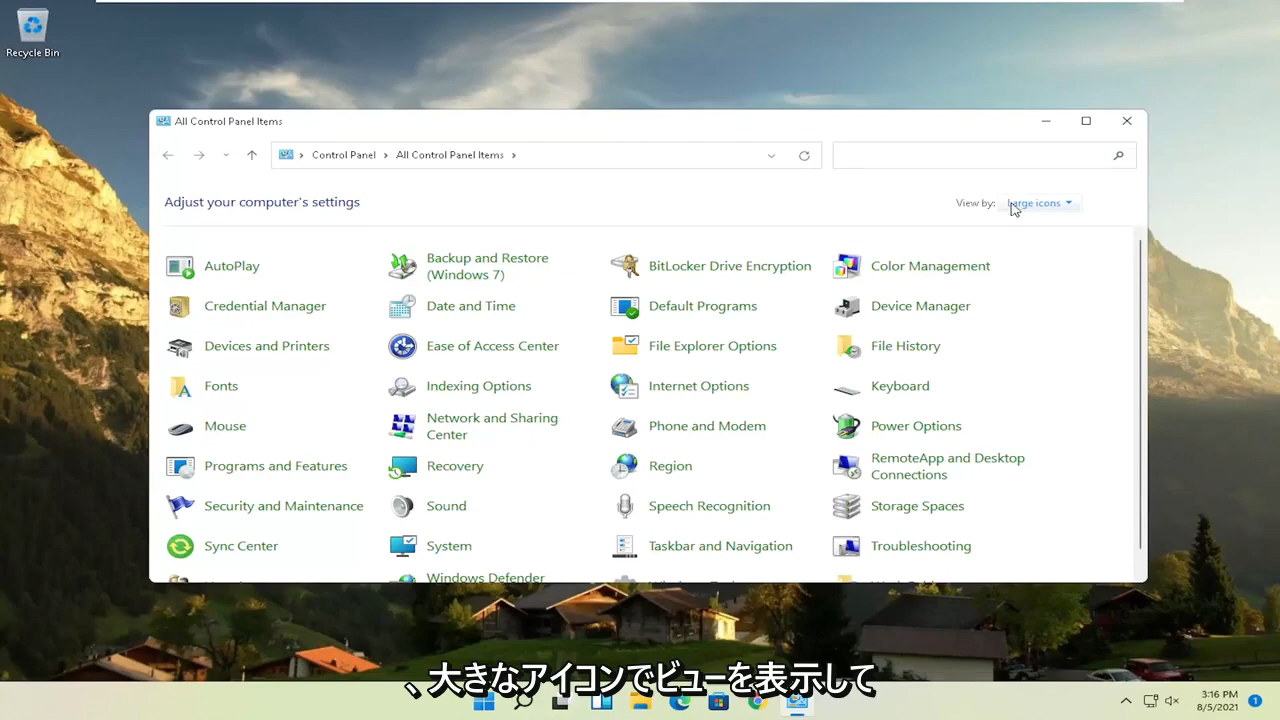 Recycle Bin
All Control Panel Items
Control Panel
All Control Panel Items
Adjust your computer's settings
View by: Large icons
AutoPlay
Backup and Restore
(Windows 7)
BitLocker Drive Encryption
Color Management
Credential Manager
Date and Time
Default Programs
Device Manager
Devices and Printers
Ease of Access Center
File Explorer Options
File History
Fonts
Indexing Options
Internet Options
Keyboard
Mouse
Network and Sharing
Center
Phone and Modem
Power Options
Programs and Features
Recovery
Region
RemoteApp and Desktop
Connections
Security and Maintenance
Sound
Speech Recognition
Storage Spaces
Sync Center
System
Taskbar and Navigation
Troubleshooting
Windows Defender
、大きなアイコンでビューを表示して
3:16 PM
8/5/2021
1